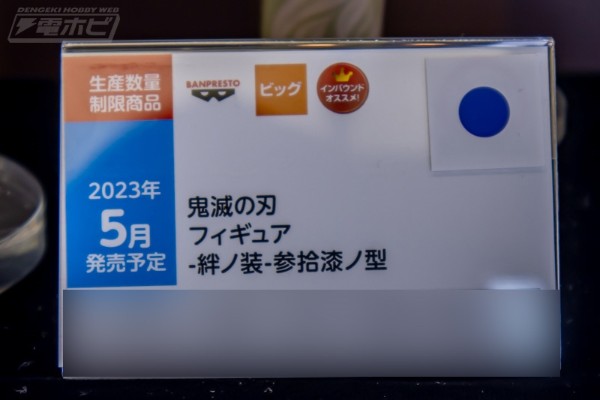 DENGEKI HOBBY WEB
電ホビ
生産数量
制限商品
BANPRESTO
ビッグ
インバウンド
オススメ!
2023年
5月
発売予定
鬼滅の刃
フィギュア
-絆ノ装-参拾漆ノ型